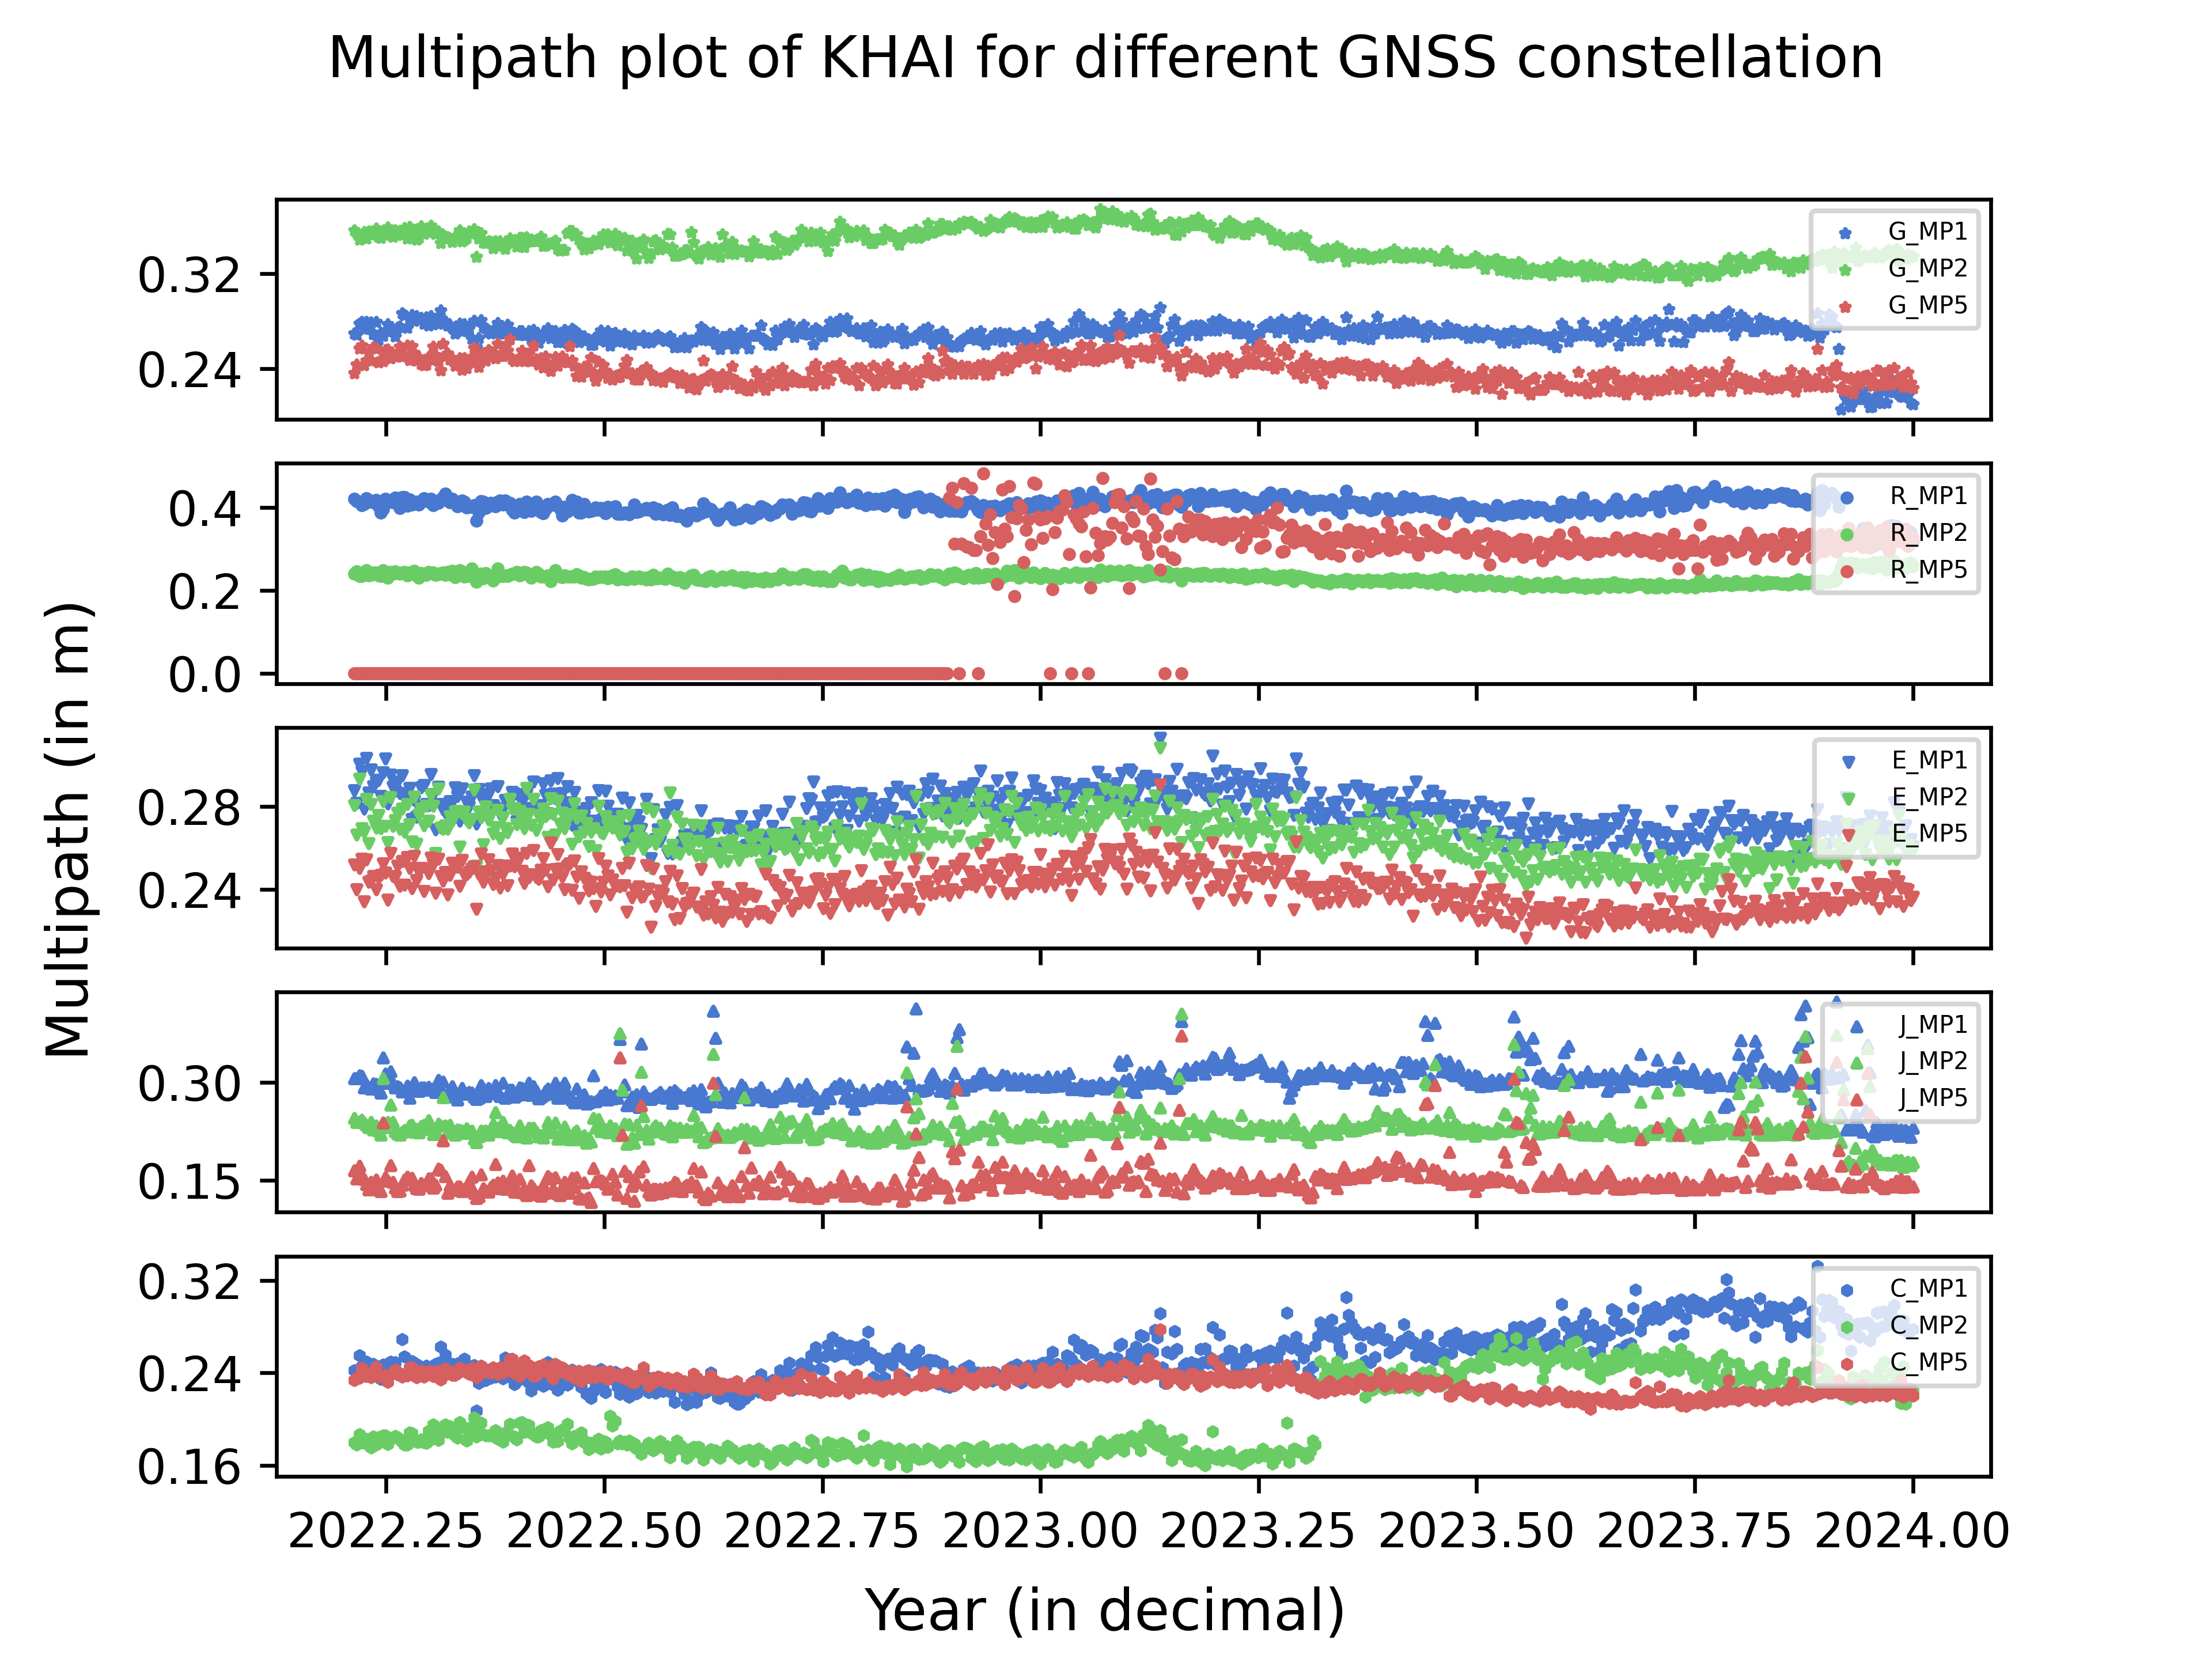 Multipath plot of KHAI for different GNSS constellation
0.32
0.24
G_MP1
G_MP2
G_MP5
0.4
0.2
0.0
R_MP1
R_MP2
R_MP5
0.28
0.24
E_MP1
E_MP2
E_MP5
0.30
0.15
J_MP1
J_MP2
J_MP5
0.32
0.24
0.16
C_MP1
C_MP2
C_MP5
Multipath (in m)
2022.25 2022.50 2022.75 2023.00 2023.25 2023.50 2023.75 2024.00
Year (in decimal)